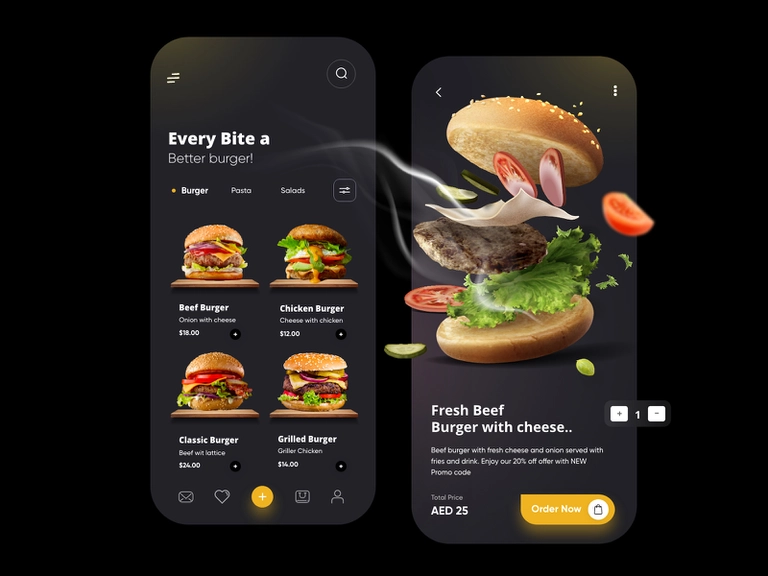 Every Bite a
Better burger!
Burger
Pasta
Salads
Beef Burger
Onion with cheese
$18.00
Chicken Burger
Cheese with chicken
$12.00
Classic Burger
Beef wit lattice
$24.00
Grilled Burger
Griller Chicken
$14.00
Fresh Beef
Burger with cheese..
+ 1 -
Beef burger with fresh cheese and onion served with
fries and drink. Enjoy our 20% off offer with NEW
Promo code
Total Price
AED 25
Order Now